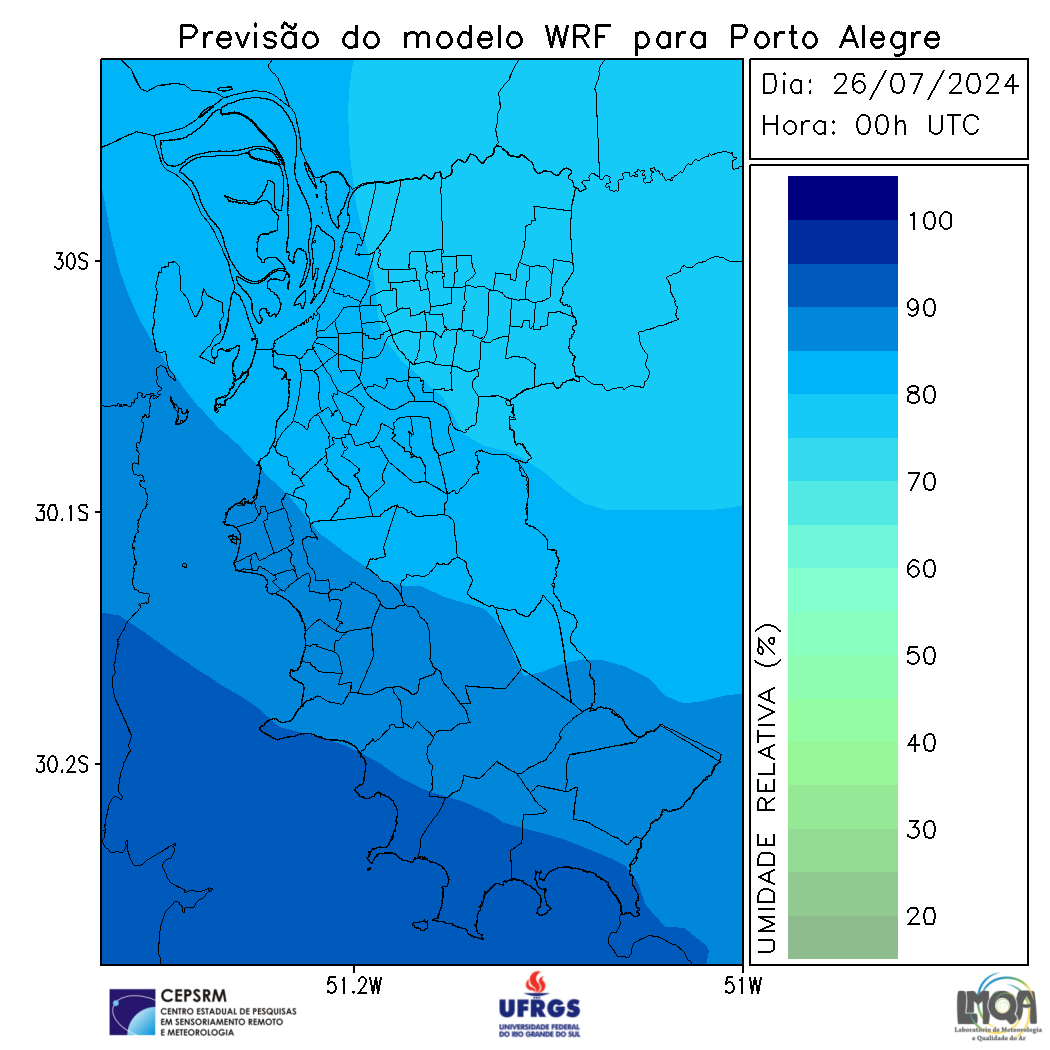 Previsão do modelo WRF para Porto Alegre
Dia: 26/07/2024
Hora: 00h UTC
100
90
80
70
60
50
40
30
20
UMIDADE RELATIVA (%)
30S
30.1S
30.2S
51.2W
51W
CEPSRM
CENTRO ESTADUAL DE PESQUISAS
EM SENSORIAMENTO REMOTO
E METEOROLOGIA
UFRGS
UNIVERSIDADE FEDERAL
DO RIO GRANDE DO SUL
LMQA
Laboratório de Meteorologia
e Qualidade do Ar